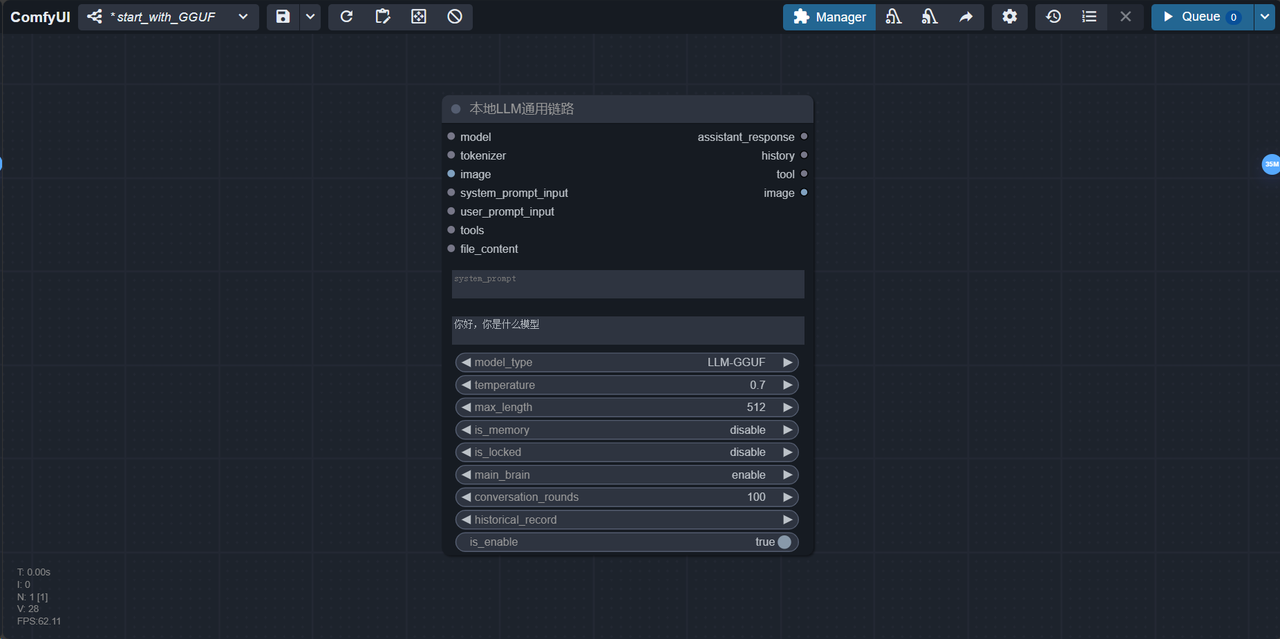 ComfyUI
*start_with_GGUF
Manager
Queue 0
本地LLM通用链路
model assistant_response
tokenizer history
image tool
system_prompt_input image
user_prompt_input
tools
file_content
system_prompt
你好，你是什么模型
model_type LLM-GGUF
temperature 0.7
max_length 512
is_memory disable
is_locked disable
main_brain enable
conversation_rounds 100
historical_record
is_enable true
35M
T: 0.00s
I: 0
N: 1 [1]
V: 28
FPS:62.11